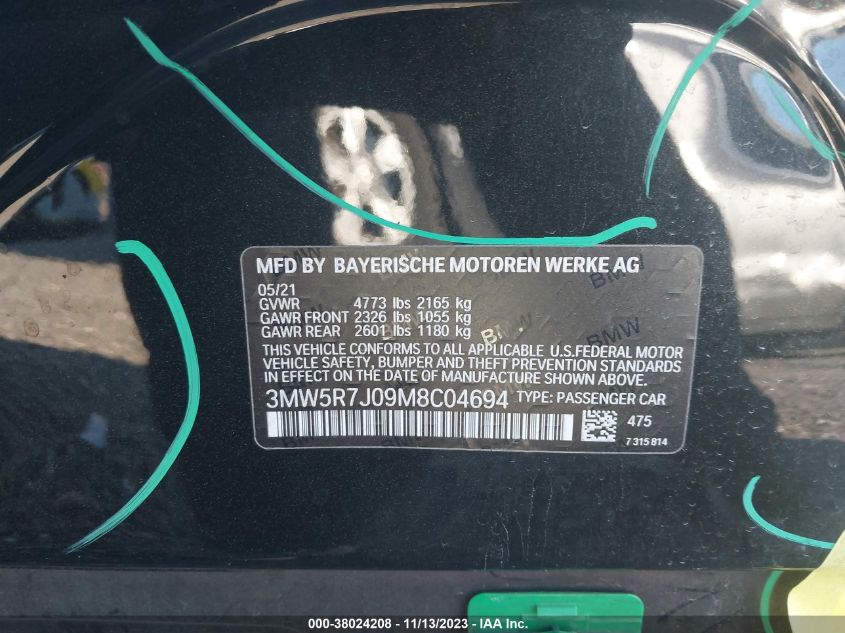 MFD BY BAYERISCHE MOTOREN WERKE AG
05/21
GVWR 4773 lbs 2165 kg
GAWR FRONT 2326 lbs 1055 kg
GAWR REAR 2601 lbs 1180 kg
THIS VEHICLE CONFORMS TO ALL APPLICABLE U.S.FEDERAL MOTOR
VEHICLE SAFETY, BUMPER AND THEFT PREVENTION STANDARDS
IN EFFECT ON THE DATE OF MANUFACTURE SHOWN ABOVE.
3MW5R7J09M8C04694 TYPE: PASSENGER CAR
475
7 315 814
BMW
BMW
000-38024208 - 11/13/2023 - IAA Inc.